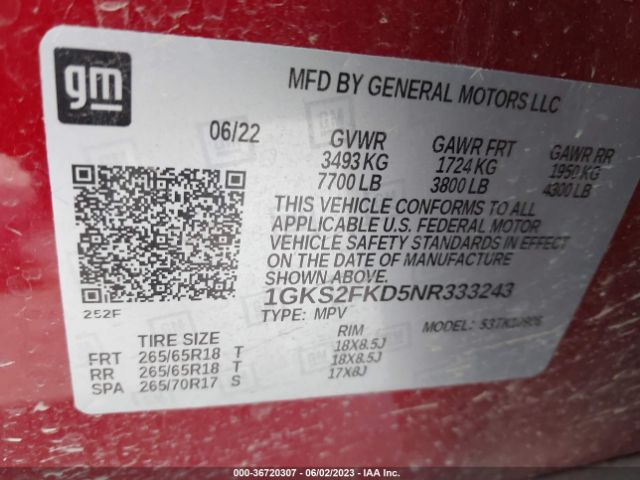 gm
MFD BY GENERAL MOTORS LLC
06/22
GVWR GAWR FRT GAWR RR
3493 KG 1724 KG 1950 KG
7700 LB 3800 LB 4300 LB
THIS VEHICLE CONFORMS TO ALL
APPLICABLE U.S. FEDERAL MOTOR
VEHICLE SAFETY STANDARDS IN EFFECT
ON THE DATE OF MANUFACTURE
SHOWN ABOVE.
1GKS2FKD5NR333243
252F
TYPE: MPV MODEL:
TIRE SIZE RIM
FRT 265/65R18 T 18X8.5J
RR 265/65R18 T 18X8.5J
SPA 265/70R17 S 17X8J
000-36720307 - 06/02/2023 - IAA Inc.